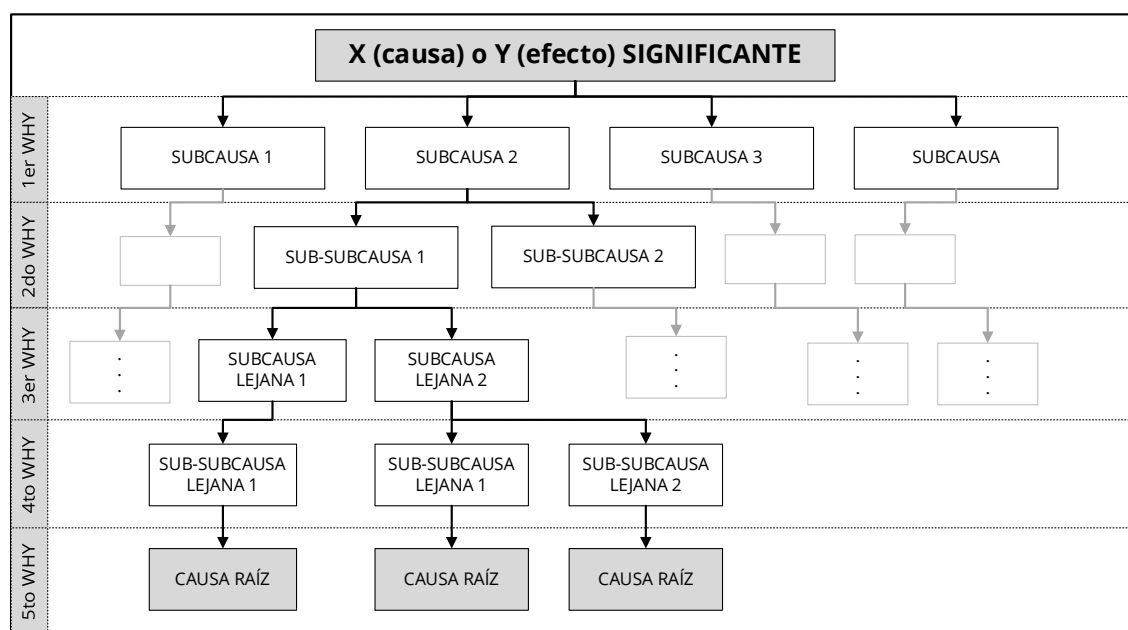 X (causa) o Y (efecto) SIGNIFICANTE
1er WHY
SUBCAUSA 1
SUBCAUSA 2
SUBCAUSA 3
SUBCAUSA
2do WHY
SUB-SUBCAUSA 1
SUB-SUBCAUSA 2
3er WHY
.
.
.
SUBCAUSA
LEJANA 1
SUBCAUSA
LEJANA 2
.
.
.
.
.
.
.
.
.
4to WHY
SUB-SUBCAUSA
LEJANA 1
SUB-SUBCAUSA
LEJANA 1
SUB-SUBCAUSA
LEJANA 2
5to WHY
CAUSA RAÍZ
CAUSA RAÍZ
CAUSA RAÍZ